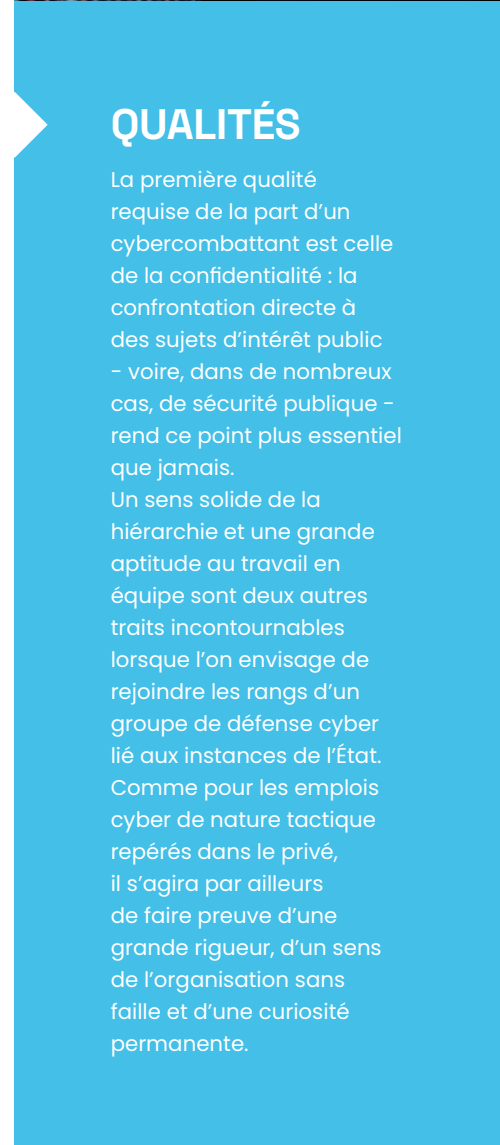 QUALITÉS
La première qualité
requise de la part d’un
cybercombattant est celle
de la confidentialité : la
confrontation directe à
des sujets d’intérêt public
- voire, dans de nombreux
cas, de sécurité publique -
rend ce point plus essentiel
que jamais.
Un sens solide de la
hiérarchie et une grande
aptitude au travail en
équipe sont deux autres
traits incontournables
lorsque l’on envisage de
rejoindre les rangs d’un
groupe de défense cyber
lié aux instances de l’État.
Comme pour les emplois
cyber de nature tactique
repérés dans le privé,
il s’agira par ailleurs
de faire preuve d’une
grande rigueur, d’un sens
de l’organisation sans
faille et d’une curiosité
permanente.